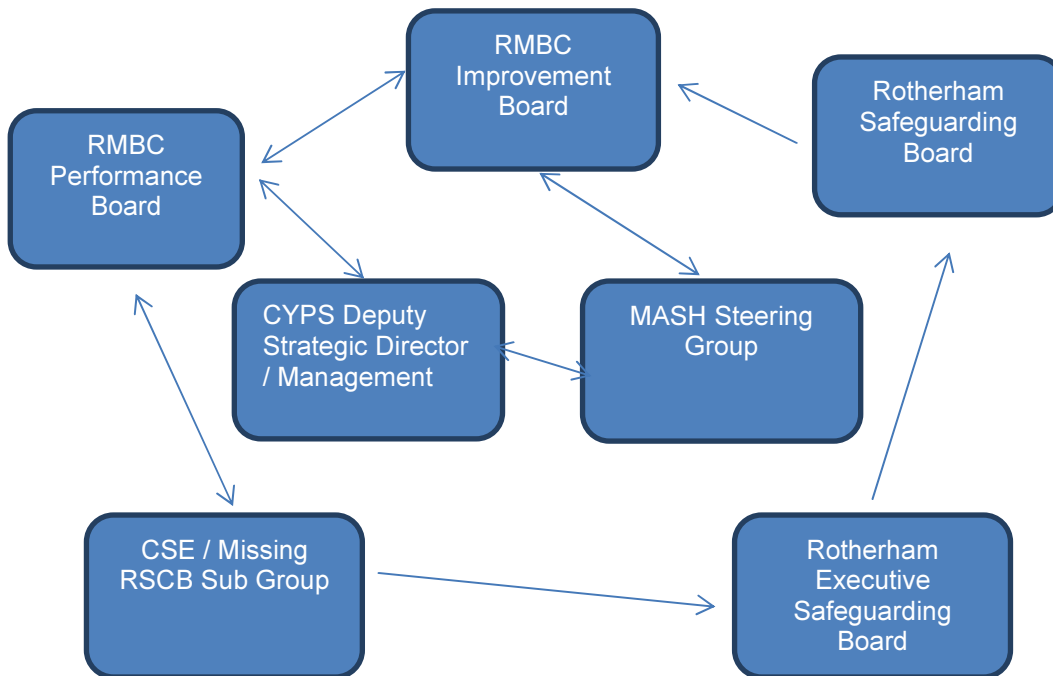 RMBC
Improvement
Board
Rotherham
Safeguarding
Board
RMBC
Performance
Board
CYPS Deputy
Strategic Director
/ Management
MASH Steering
Group
CSE / Missing
RSCB Sub Group
Rotherham
Executive
Safeguarding
Board